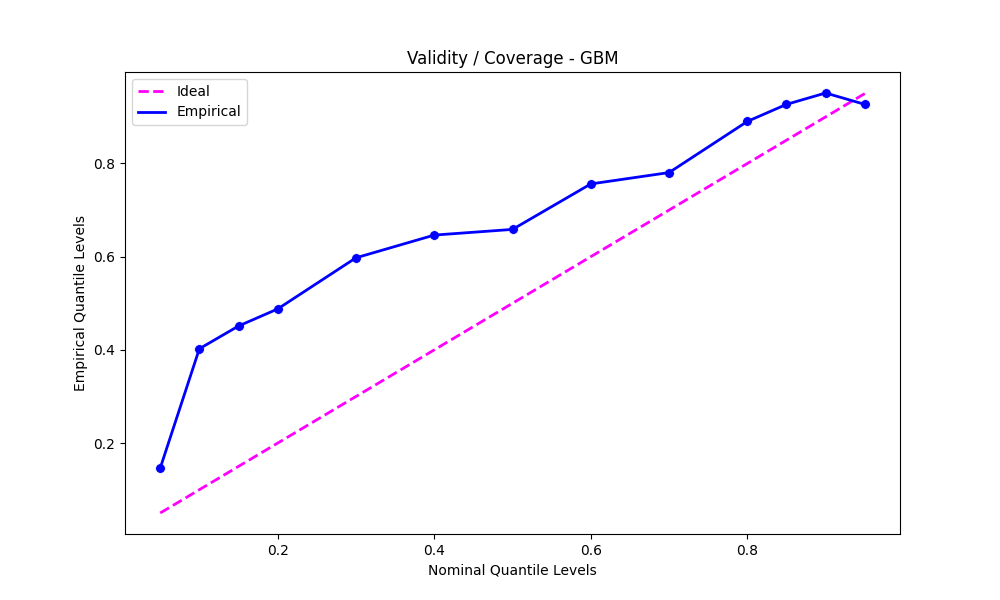 Validity / Coverage - GBM
Ideal
Empirical
0.8
0.6
0.4
0.2
Empirical Quantile Levels
0.2
0.4
0.6
0.8
Nominal Quantile Levels